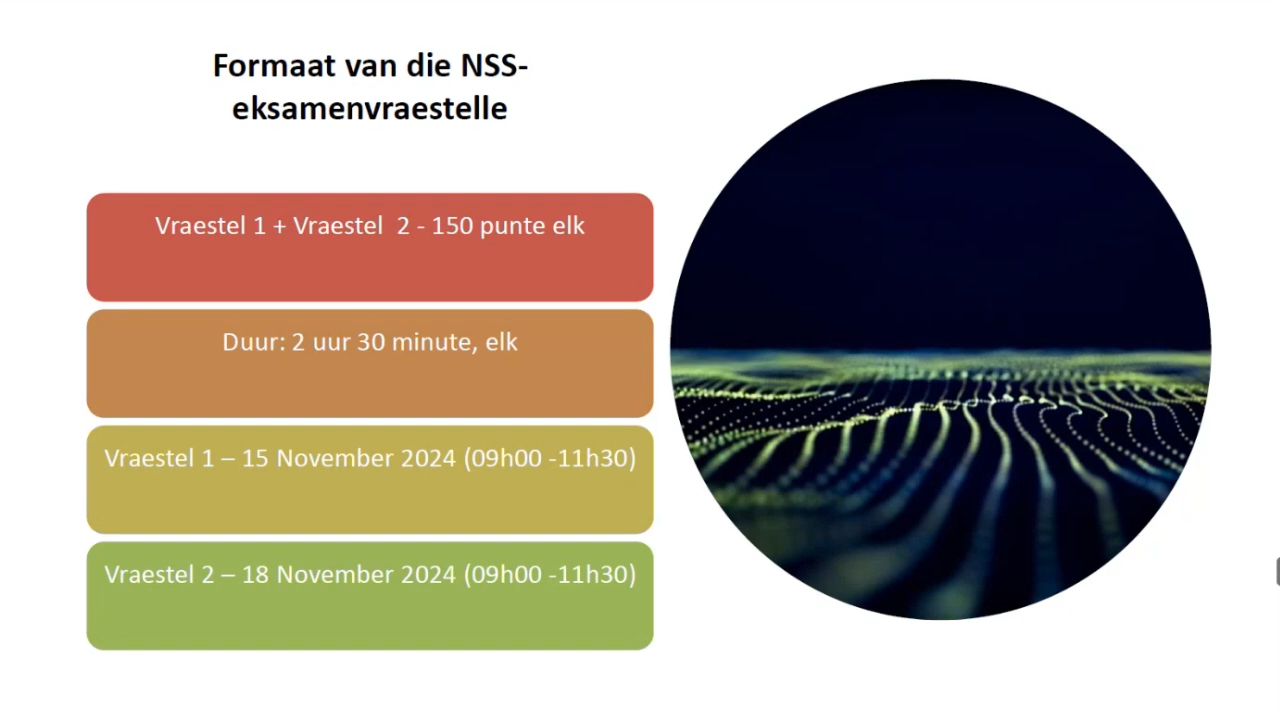 Formaat van die NSS-
eksamenvraestelle
Vraestel 1 + Vraestel  2 - 150 punte elk
Duur: 2 uur 30 minute, elk
Vraestel 1 – 15 November 2024 (09h00 -11h30)
Vraestel 2 – 18 November 2024 (09h00 -11h30)